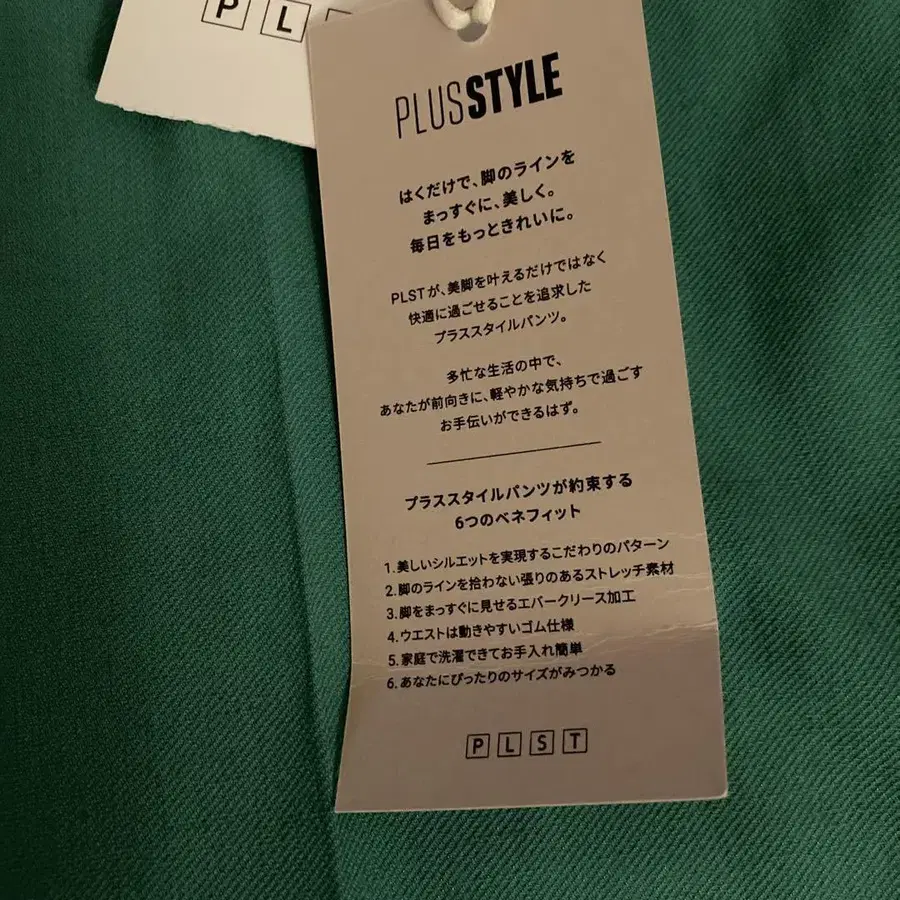 P L
PLUSSTYLE
はくだけで、脚のラインを
まっすぐに、美しく。
毎日をもっときれいに。
PLSTが、美脚を叶えるだけではなく
快適に過ごせることを追求した
プラススタイルパンツ。
多忙な生活の中で、
あなたが前向きに、軽やかな気持ちで過ごす
お手伝いができるはず。
プラススタイルパンツが約束する
6つのベネフィット
1.美しいシルエットを実現するこだわりのパターン
2.脚のラインを拾わない張りのあるストレッチ素材
3.脚をまっすぐに見せるエバークリース加工
4.ウエストは動きやすいゴム仕様
5.家庭で洗濯できてお手入れ簡単
6.あなたにぴったりのサイズがみつかる
P L S T